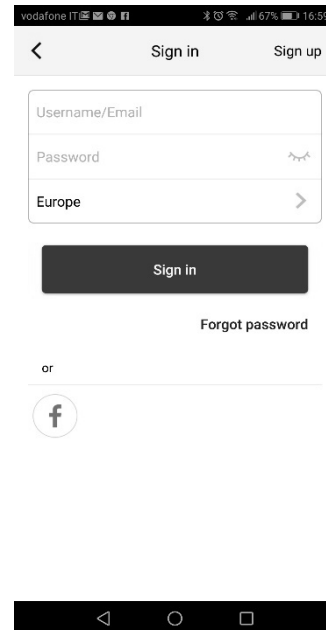 vodafone IT 67% 16:59
Sign in Sign up
Username/Email
Password
Europe
Sign in
Forgot password
or
f